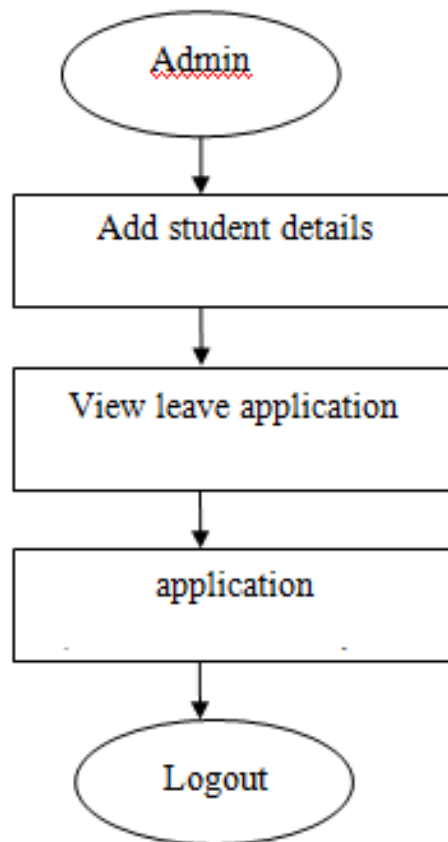 Admin
Add student details
View leave application
application
Logout